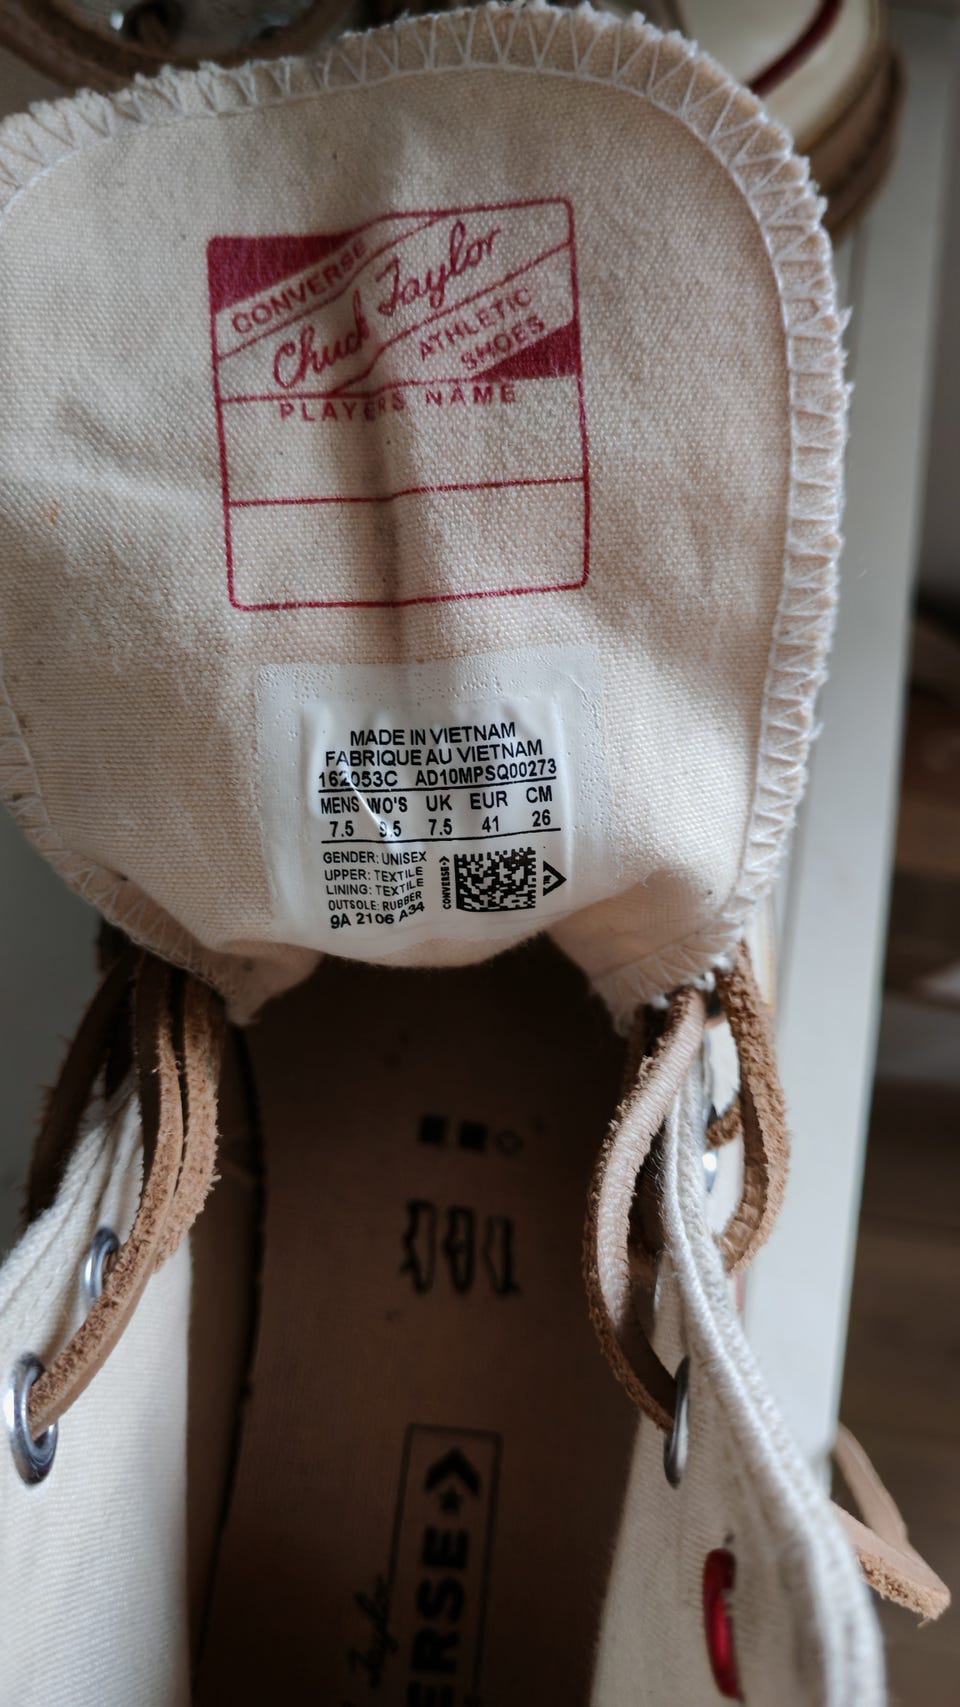 CONVERSE
Chuck Taylor
ATHLETIC
SHOES
PLAYERS NAME
MADE IN VIETNAM
FABRIQUE AU VIETNAM
162053C AD10MPSQ00273
MENS WO'S UK EUR CM
7.5 9.5 7.5 41 26
GENDER: UNISEX
UPPER: TEXTILE
LINING: TEXTILE
OUTSOLE: RUBBER
9A 2106 A34
CONVERSE
Taylor
ERSE